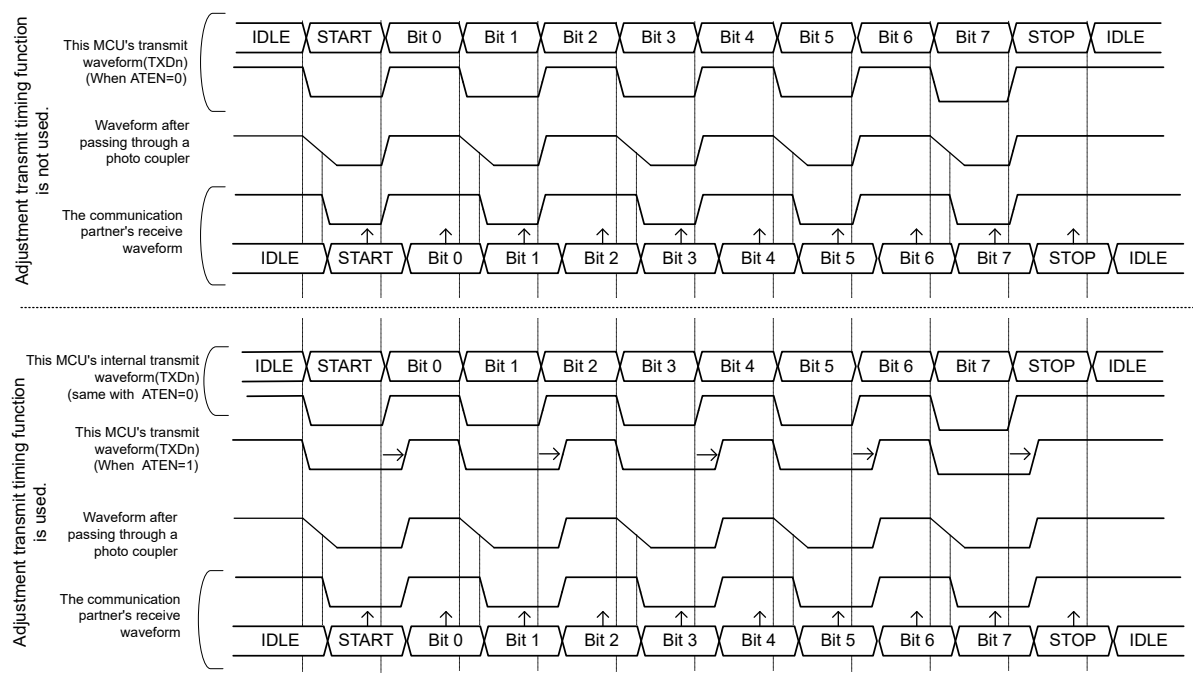 Adjustment transmit timing function
is not used.
This MCU's transmit
waveform(TXDn)
(When ATEN=0)
IDLE START Bit 0 Bit 1 Bit 2 Bit 3 Bit 4 Bit 5 Bit 6 Bit 7 STOP IDLE
Waveform after
passing through a
photo coupler
The communication
partner's receive
waveform
IDLE START Bit 0 Bit 1 Bit 2 Bit 3 Bit 4 Bit 5 Bit 6 Bit 7 STOP IDLE
Adjustment transmit timing function
is used.
This MCU's internal transmit
waveform(TXDn)
(same with ATEN=0)
IDLE START Bit 0 Bit 1 Bit 2 Bit 3 Bit 4 Bit 5 Bit 6 Bit 7 STOP IDLE
This MCU's transmit
waveform(TXDn)
(When ATEN=1)
Waveform after
passing through a
photo coupler
The communication
partner's receive
waveform
IDLE START Bit 0 Bit 1 Bit 2 Bit 3 Bit 4 Bit 5 Bit 6 Bit 7 STOP IDLE